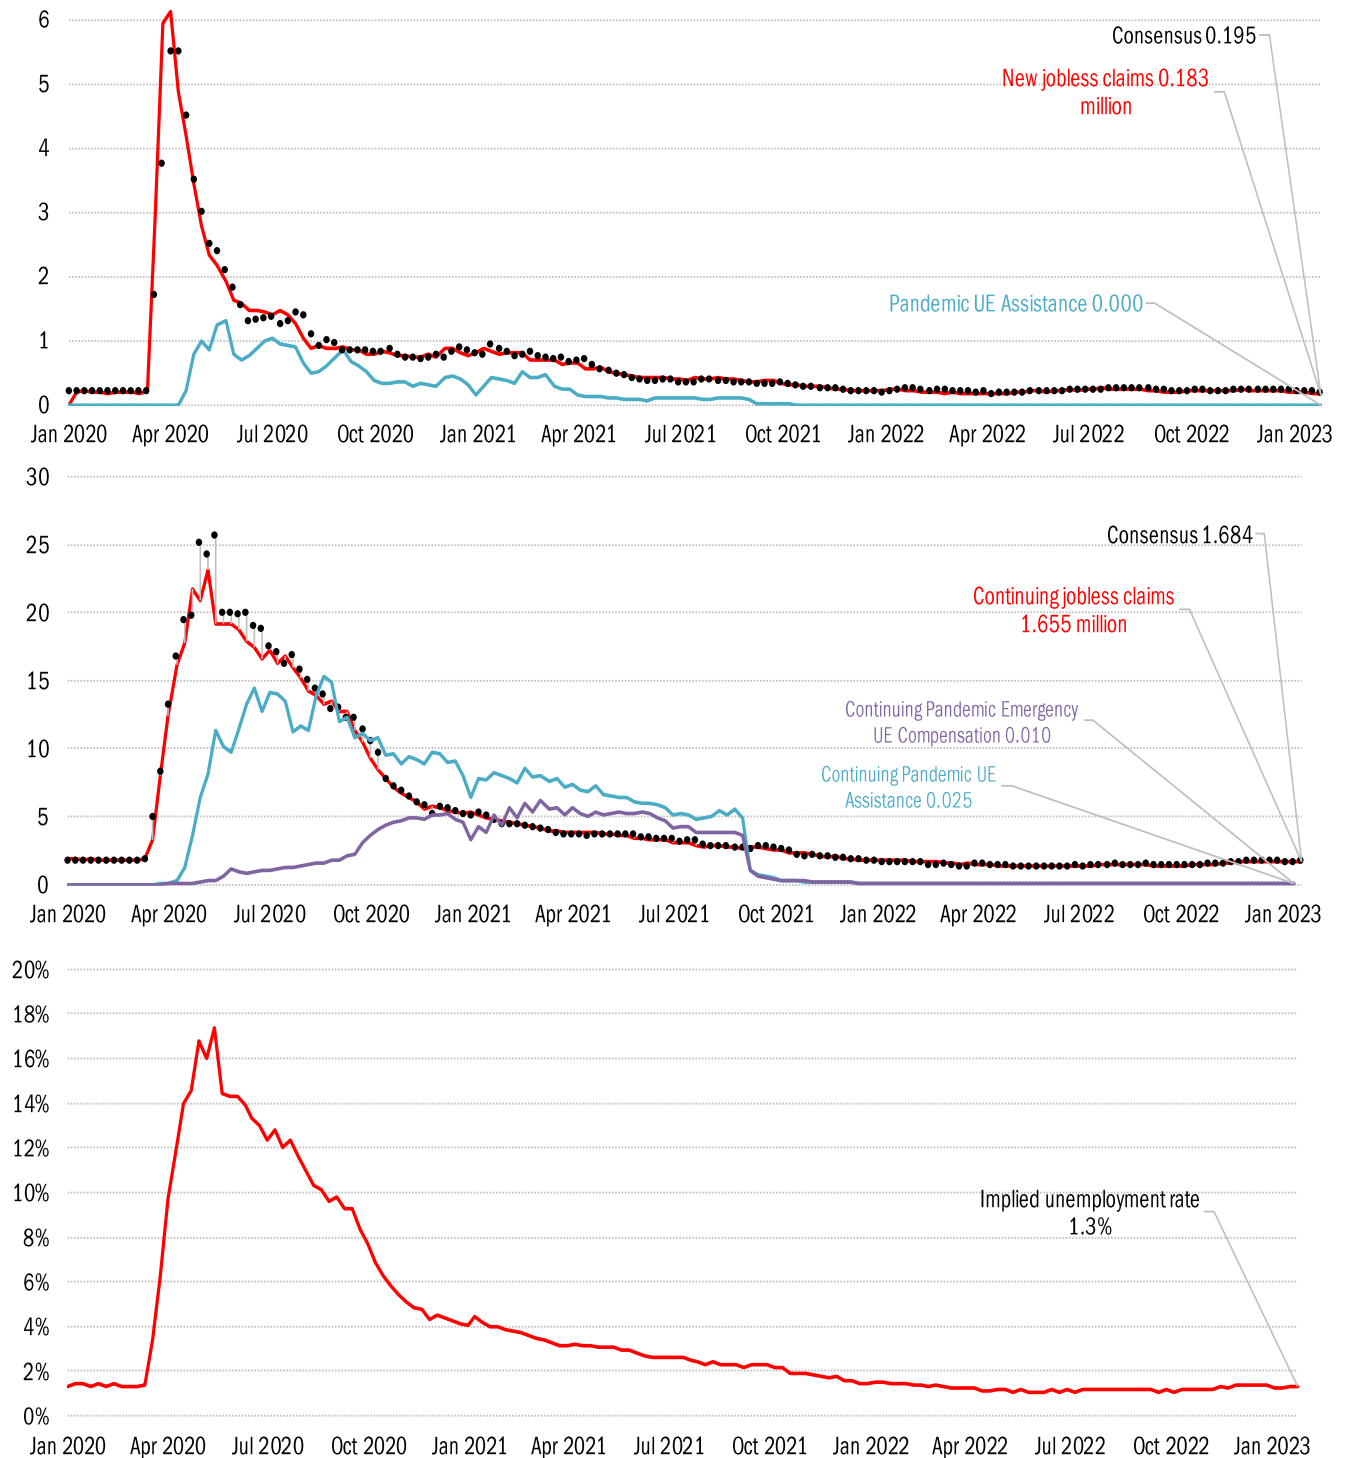 6
Consensus 0.195
New jobless claims 0.183
million
5
4
3
2
Pandemic UE Assistance 0.000
1
0
Jan 2020 Apr 2020 Jul 2020 Oct 2020 Jan 2021 Apr 2021 Jul 2021 Oct 2021 Jan 2022 Apr 2022 Jul 2022 Oct 2022 Jan 2023
30
25
Consensus 1.684
Continuing jobless claims
1.655 million
20
15
Continuing Pandemic Emergency
UE Compensation 0.010
10
Continuing Pandemic UE
Assistance 0.025
5
0
Jan 2020 Apr 2020 Jul 2020 Oct 2020 Jan 2021 Apr 2021 Jul 2021 Oct 2021 Jan 2022 Apr 2022 Jul 2022 Oct 2022 Jan 2023
20%
18%
16%
14%
12%
10%
Implied unemployment rate
1.3%
8%
6%
4%
2%
0%
Jan 2020 Apr 2020 Jul 2020 Oct 2020 Jan 2021 Apr 2021 Jul 2021 Oct 2021 Jan 2022 Apr 2022 Jul 2022 Oct 2022 Jan 2023